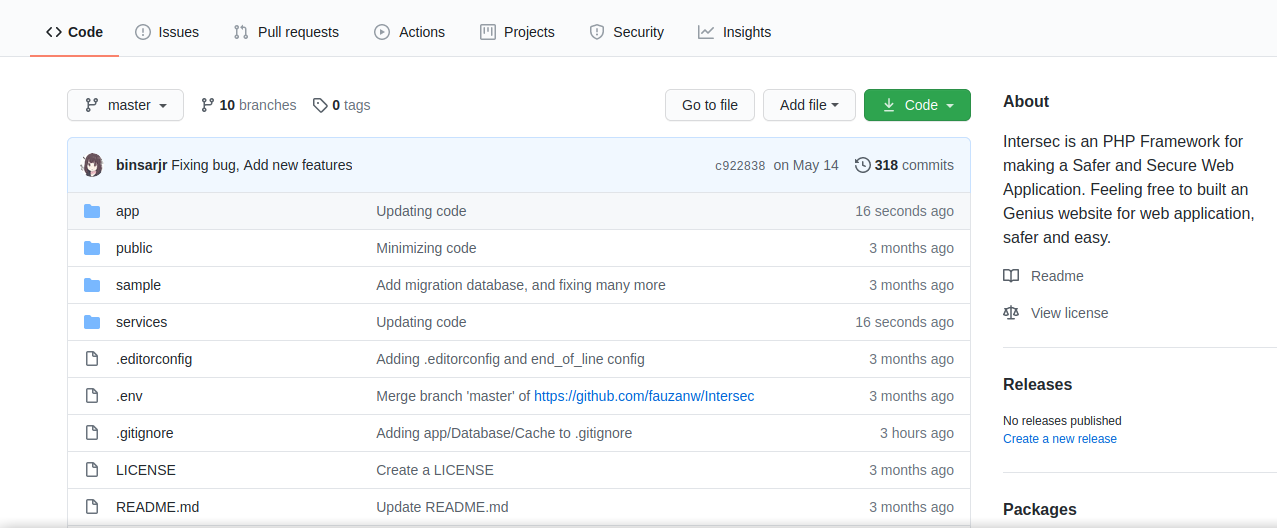 Code Issues Pull requests Actions Projects Security Insights
master 10 branches 0 tags Go to file Add file Code
binsarjr Fixing bug, Add new features c922838 on May 14 318 commits
app Updating code 16 seconds ago
public Minimizing code 3 months ago
sample Add migration database, and fixing many more 3 months ago
services Updating code 16 seconds ago
.editorconfig Adding .editorconfig and end_of_line config 3 months ago
.env Merge branch 'master' of https://github.com/fauzanw/Intersec 3 months ago
.gitignore Adding app/Database/Cache to .gitignore 3 hours ago
LICENSE Create a LICENSE 3 months ago
README.md Update README.md 3 months ago
About
Intersec is an PHP Framework for
making a Safer and Secure Web
Application. Feeling free to built an
Genius website for web application,
safer and easy.
Readme
View license
Releases
No releases published
Create a new release
Packages